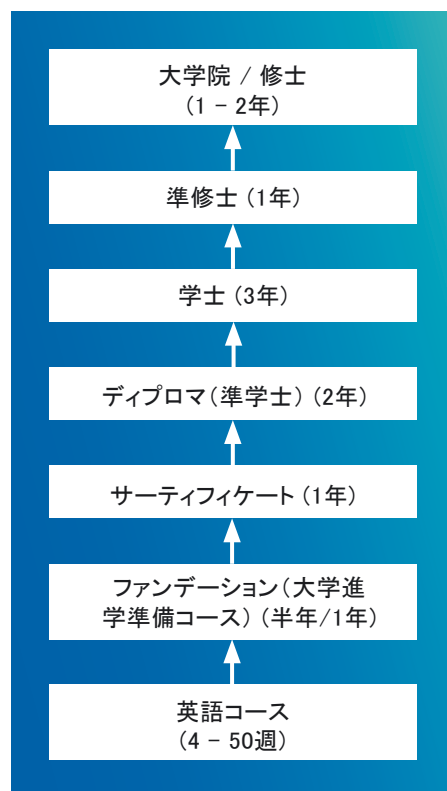 大学院 / 修士
(1 - 2年)
準修士 (1年)
学士 (3年)
ディプロマ(準学士) (2年)
サーティフィケート (1年)
ファンデーション(大学進
学準備コース) (半年/1年)
英語コース
(4 - 50週)